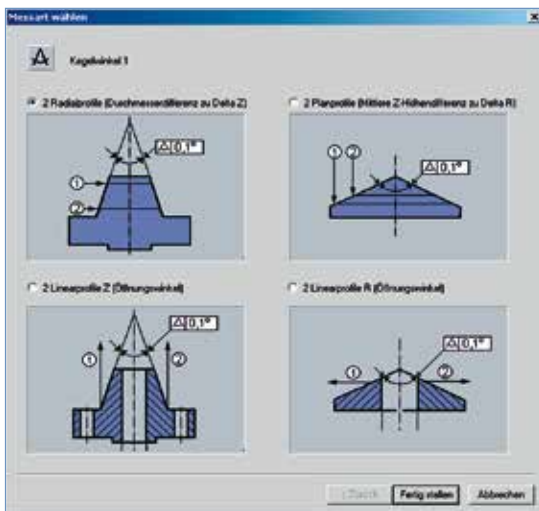 Messart wählen
Kegelwinkel 1
2 Radialprofile (Durchmesserdifferenz zu Delta Z)
2 Planprofile (Mittlere Z-Höhendifferenz zu Delta R)
0,1°
1
2
1
2
0,1°
2 Linearprofile Z (Öffnungswinkel)
2 Linearprofile R (Öffnungswinkel)
0,1°
1
2
0,1°
1
2
< Zurück
Fertig stellen
Abbrechen